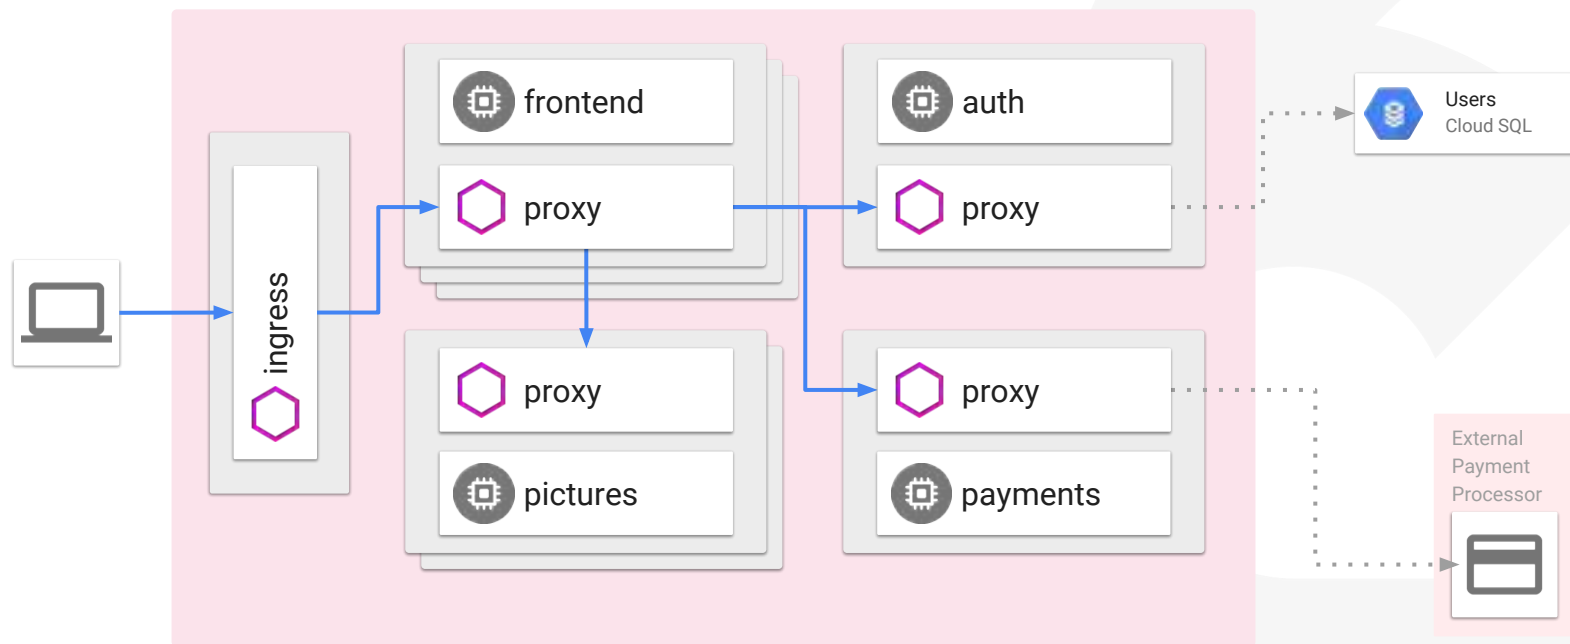 ingress
frontend
proxy
auth
proxy
proxy
pictures
proxy
payments
Users
Cloud SQL
External
Payment
Processor